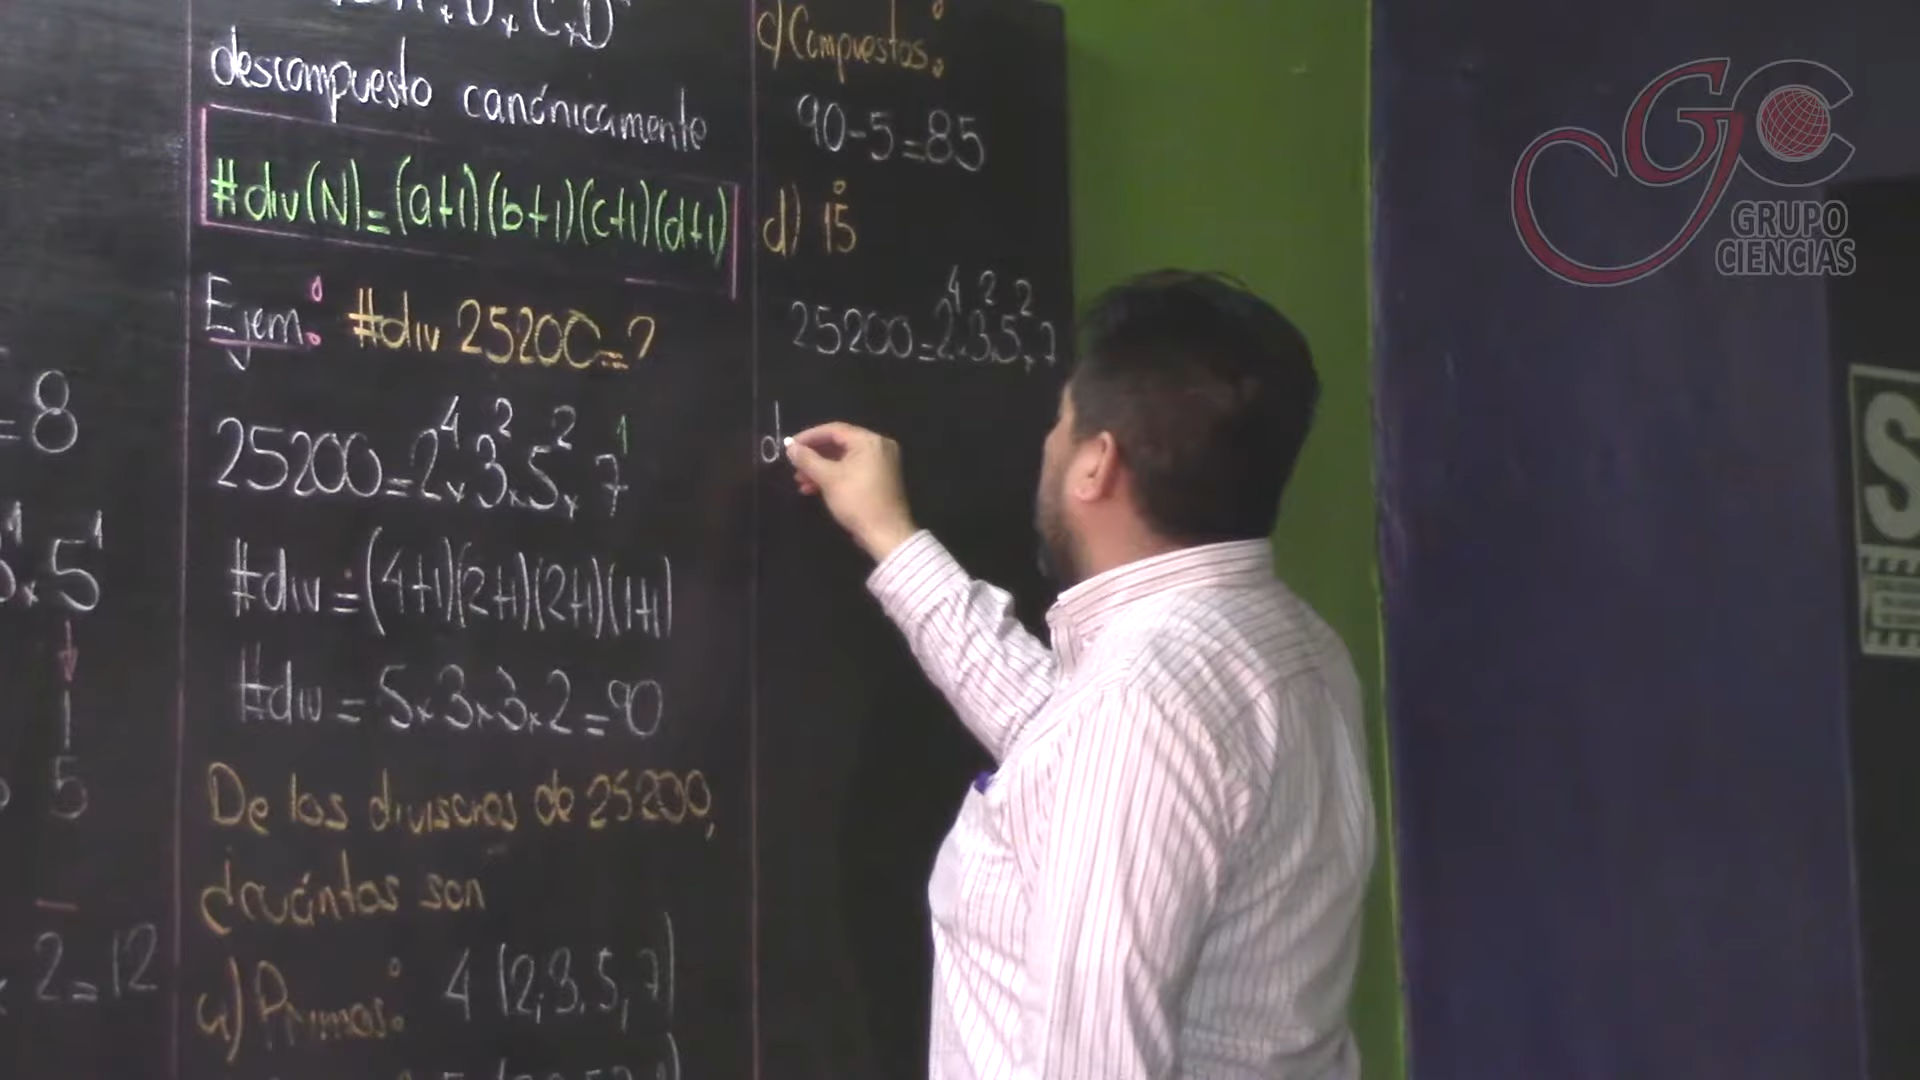 descompuesto canónicamente
#div(N)=(a+1)(b+1)(c+1)(d+1)
Ejem: #div 25200=?
25200=2⁴×3²×5²×7¹
#div=(4+1)(2+1)(2+1)(1+1)
#div=5×3×3×2=90
De los divisores de 25200,
¿cuántos son
a) Primos: 4 (2,3,5,7)
=8
5¹
5
2=12
c) Compuestos:
90-5=85
d) 15°
25200=2⁴×3²×5²×7
d
GC
GRUPO
CIENCIAS
S